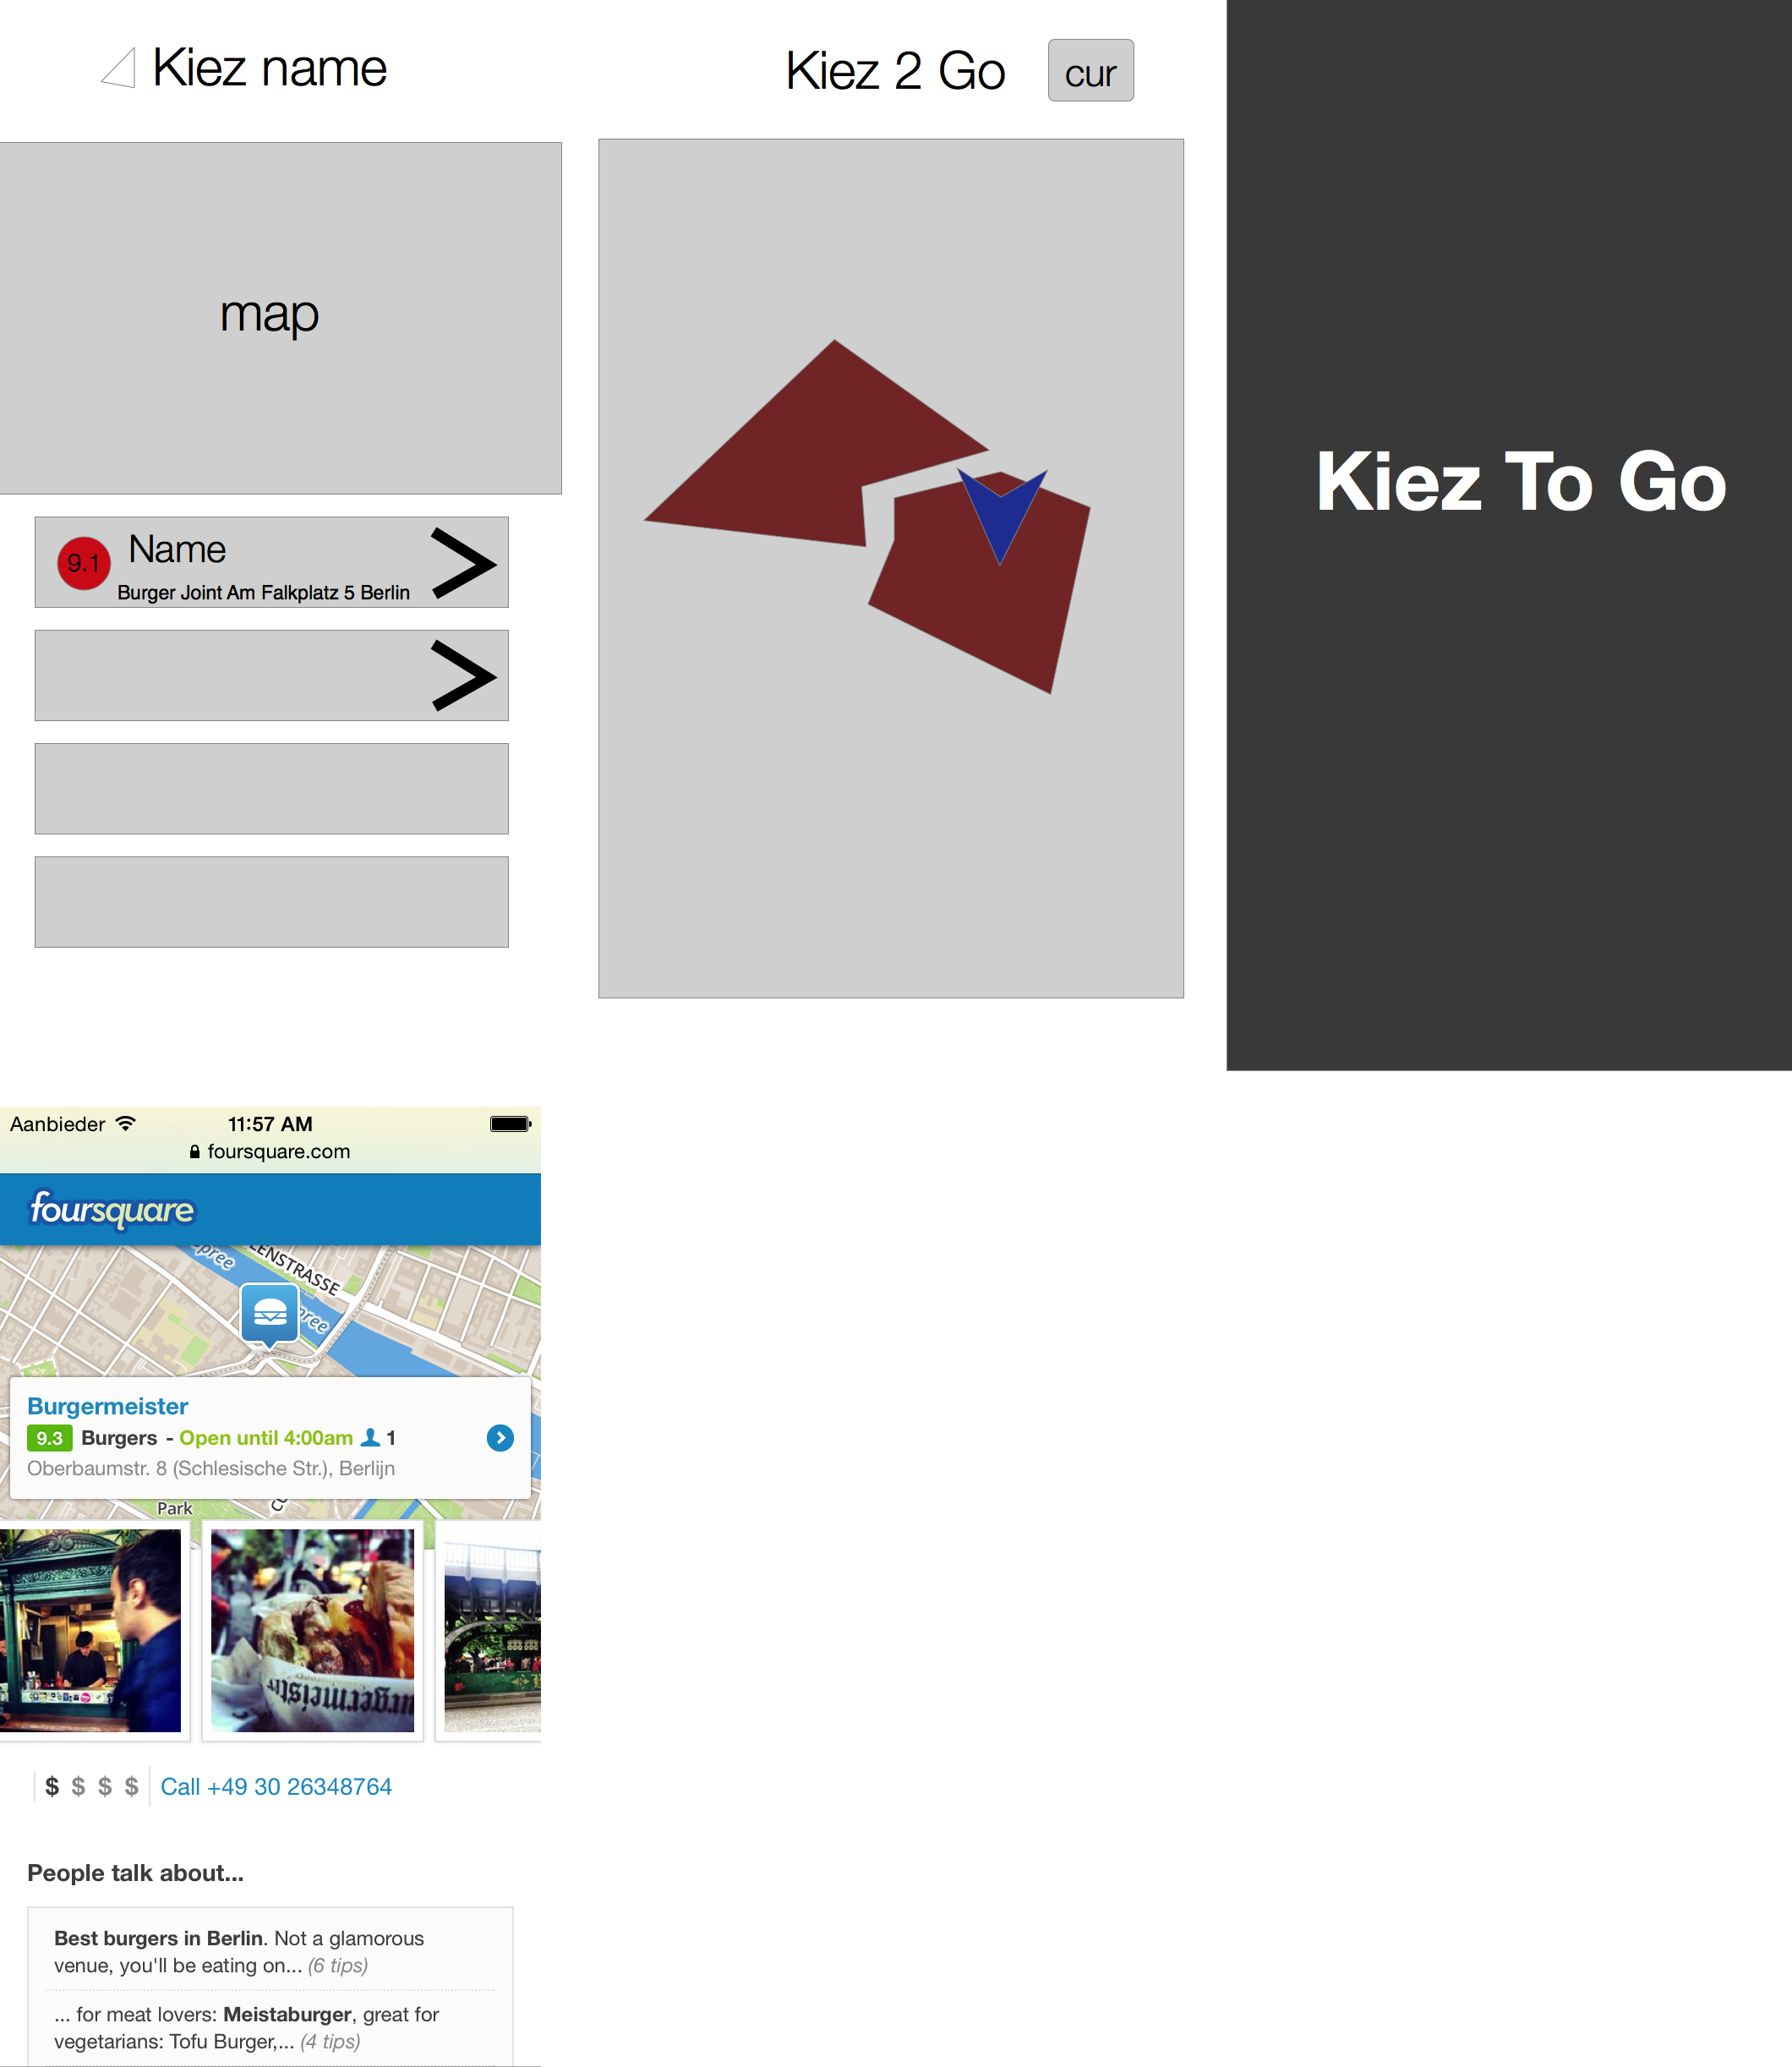 Kiez name
map
9.1
Name
Burger Joint Am Falkplatz 5 Berlin
Kiez 2 Go
cur
Kiez To Go
Aanbieder
11:57 AM
foursquare.com
foursquare
Spree
LENSTRASSE
pree
Burgermeister
9.3 Burgers - Open until 4:00am 1
Oberbaumstr. 8 (Schlesische Str.), Berlijn
Park
$ $ $ $
Call +49 30 26348764
People talk about...
Best burgers in Berlin. Not a glamorous
venue, you'll be eating on... (6 tips)
... for meat lovers: Meistaburger, great for
vegetarians: Tofu Burger,... (4 tips)